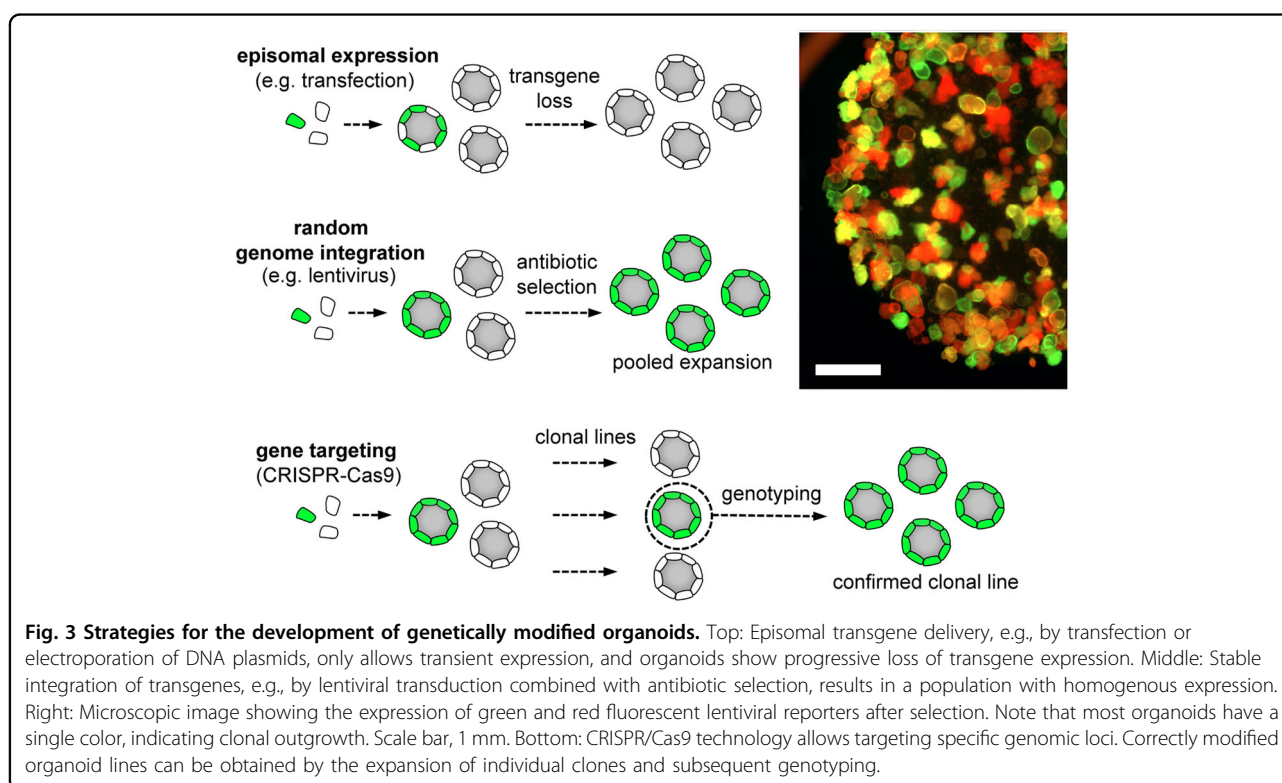 episomal expression
(e.g. transfection)
transgene
loss
random
genome integration
(e.g. lentivirus)
antibiotic
selection
pooled expansion
gene targeting
(CRISPR-Cas9)
clonal lines
genotyping
confirmed clonal line
Fig. 3 Strategies for the development of genetically modified organoids. Top: Episomal transgene delivery, e.g., by transfection or
electroporation of DNA plasmids, only allows transient expression, and organoids show progressive loss of transgene expression. Middle: Stable
integration of transgenes, e.g., by lentiviral transduction combined with antibiotic selection, results in a population with homogenous expression.
Right: Microscopic image showing the expression of green and red fluorescent lentiviral reporters after selection. Note that most organoids have a
single color, indicating clonal outgrowth. Scale bar, 1 mm. Bottom: CRISPR/Cas9 technology allows targeting specific genomic loci. Correctly modified
organoid lines can be obtained by the expansion of individual clones and subsequent genotyping.